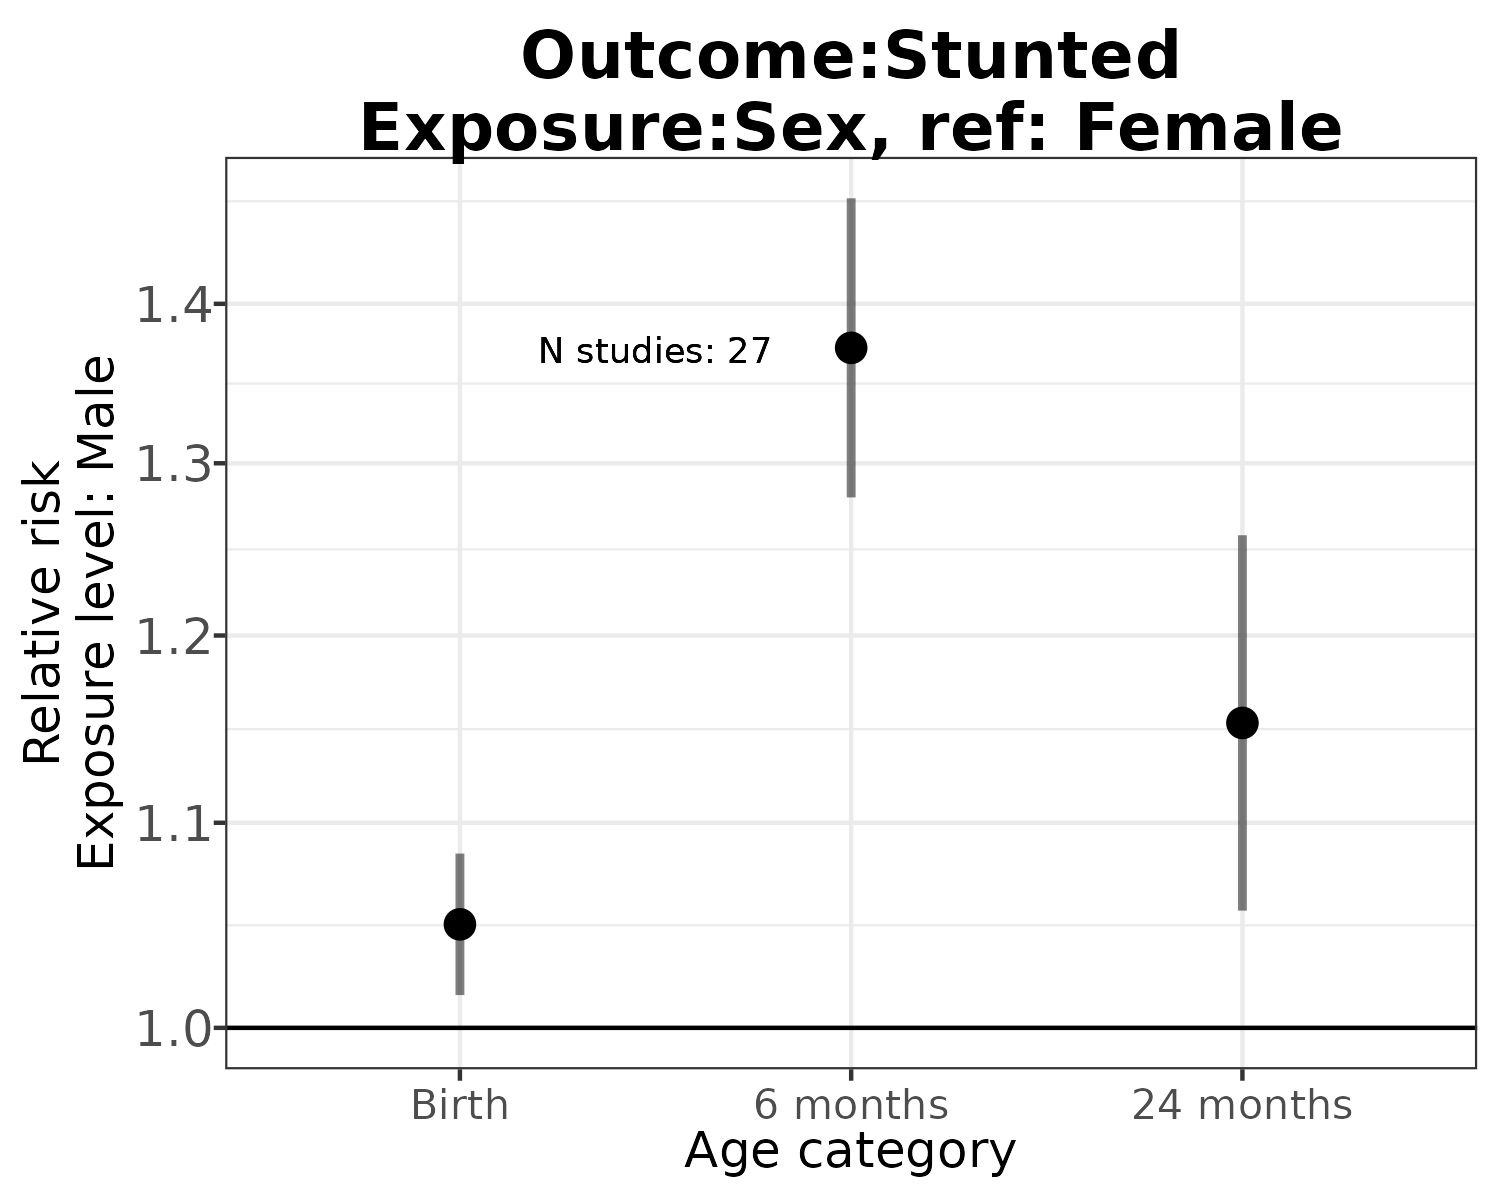 Outcome:Stunted
Exposure:Sex, ref: Female
Relative risk
Exposure level: Male
1.4
1.3
1.2
1.1
1.0
N studies: 27
Birth
6 months
24 months
Age category